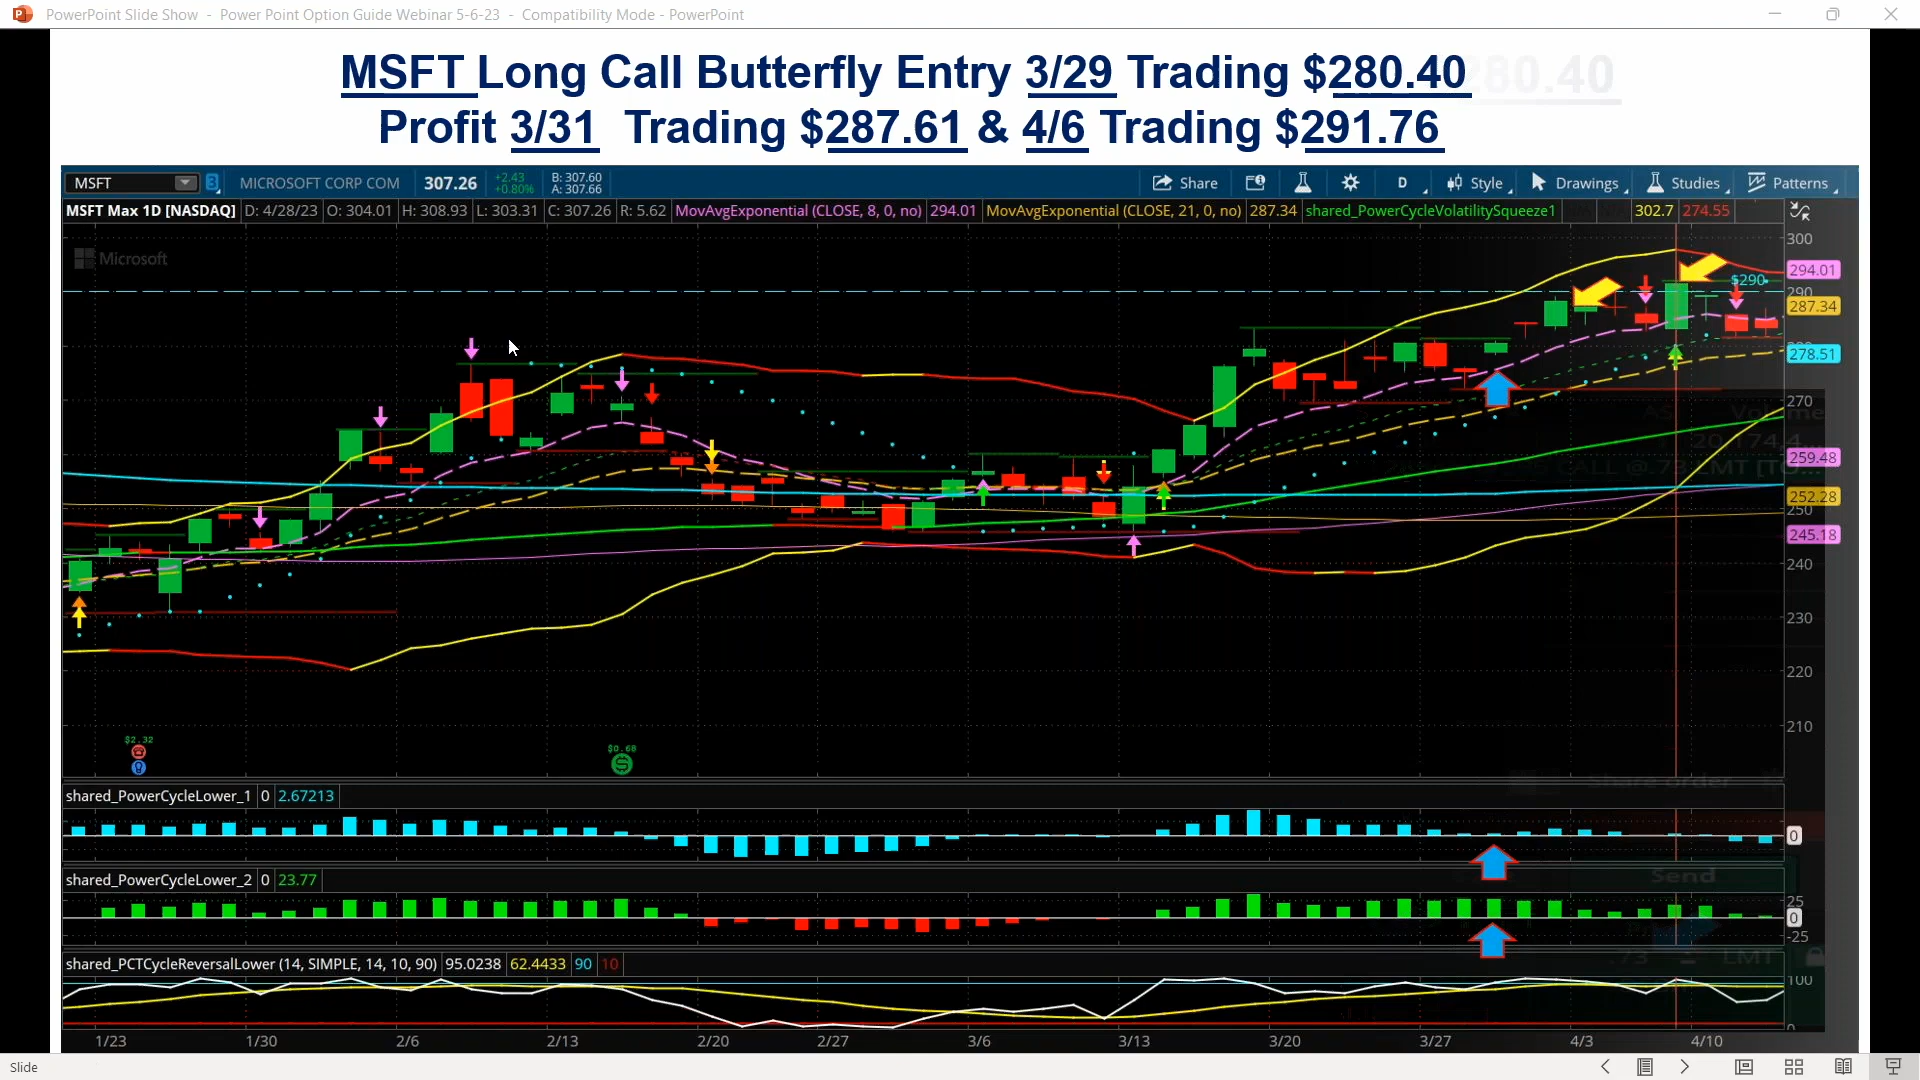 PowerPoint Slide Show - Power Point Option Guide Webinar 5-6-23 - Compatibility Mode - PowerPoint
MSFT Long Call Butterfly Entry 3/29 Trading $280.40
Profit 3/31 Trading $287.61 & 4/6 Trading $291.76
MSFT 3 MICROSOFT CORP COM 307.26 +2.43 +0.80% B: 307.60 A: 307.66 Share D Style Drawings Studies Patterns
MSFT Max 1D [NASDAQ] D: 4/28/23 O: 304.01 H: 308.93 L: 303.31 C: 307.26 R: 5.62 MovAvgExponential (CLOSE, 8, 0, no) 294.01 MovAvgExponential (CLOSE, 21, 0, no) 287.34 shared_PowerCycleVolatilitySqueeze1 302.7 274.55
Microsoft
300
294.01
$290
290
287.34
278.51
270
259.48
252.28
250
245.18
240
230
220
210
$2.32 $0.68
shared_PowerCycleLower_1 0 2.67213
0
shared_PowerCycleLower_2 0 23.77
Send
25
0
-25
shared_PCTCycleReversalLower (14, SIMPLE, 14, 10, 90) 95.0238 62.4433 90 10
.73 LMT
100
0
1/23 1/30 2/6 2/13 2/20 2/27 3/6 3/13 3/20 3/27 4/3 4/10
Slide